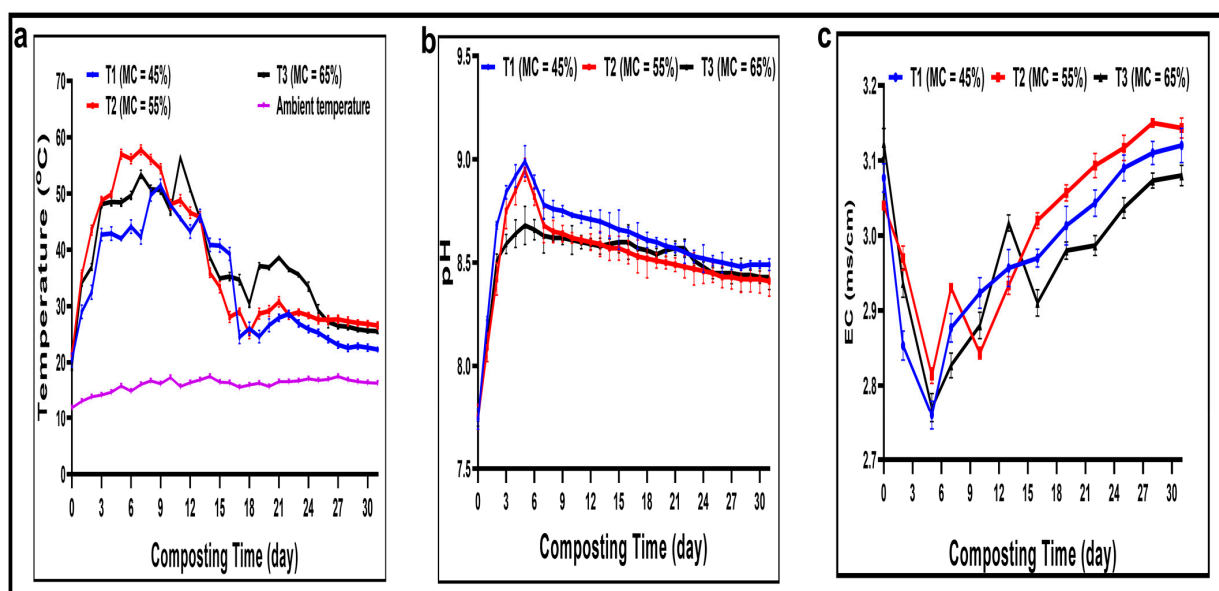 a
T1 (MC = 45%)
T3 (MC = 65%)
T2 (MC = 55%)
Ambient temperature
Temperature (⁰C)
70
60
50
40
30
20
10
0
0 3 6 9 12 15 18 21 24 27 30
Composting Time (day)
b
T1 (MC = 45%) T2 (MC = 55%) T3 (MC = 65%)
pH
9.5
9.0
8.5
8.0
7.5
0 3 6 9 12 15 18 21 24 27 30
Composting Time (day)
c
T1 (MC = 45%) T2 (MC = 55%) T3 (MC = 65%)
EC (ms/cm)
3.2
3.1
3.0
2.9
2.8
2.7
0 3 6 9 12 15 18 21 24 27 30
Composting Time (day)